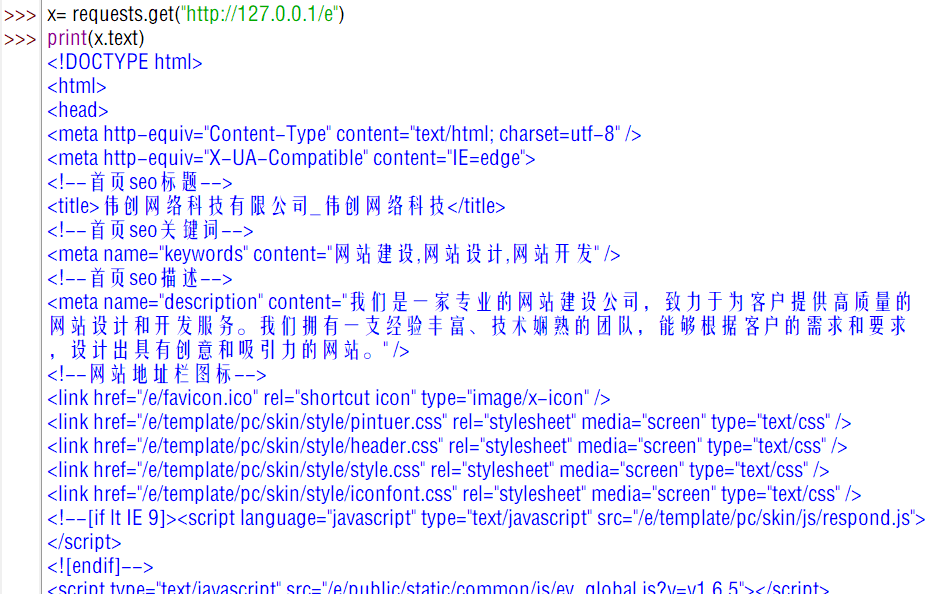 >>> x= requests.get("http://127.0.0.1/e")
>>> print(x.text)
<!DOCTYPE html>
<html>
<head>
<meta http-equiv="Content-Type" content="text/html; charset=utf-8" />
<meta http-equiv="X-UA-Compatible" content="IE=edge">
<!--首页seo标题-->
<title>伟创网络科技有限公司_伟创网络科技</title>
<!--首页seo关键词-->
<meta name="keywords" content="网站建设,网站设计,网站开发" />
<!--首页seo描述-->
<meta name="description" content="我们是一家专业的网站建设公司，致力于为客户提供高质量的
网站设计和开发服务。我们拥有一支经验丰富、技术娴熟的团队，能够根据客户的需求和要求
，设计出具有创意和吸引力的网站。" />
<!--网站地址栏图标-->
<link href="/e/favicon.ico" rel="shortcut icon" type="image/x-icon" />
<link href="/e/template/pc/skin/style/pintuer.css" rel="stylesheet" media="screen" type="text/css" />
<link href="/e/template/pc/skin/style/header.css" rel="stylesheet" media="screen" type="text/css" />
<link href="/e/template/pc/skin/style/style.css" rel="stylesheet" media="screen" type="text/css" />
<link href="/e/template/pc/skin/style/iconfont.css" rel="stylesheet" media="screen" type="text/css" />
<!--[if lt IE 9]><script language="javascript" type="text/javascript" src="/e/template/pc/skin/js/respond.js">
</script>
<![endif]-->
<script type="text/javascript" src="/e/public/static/common/js/ey_global.js?v=v1.6.5"></script>